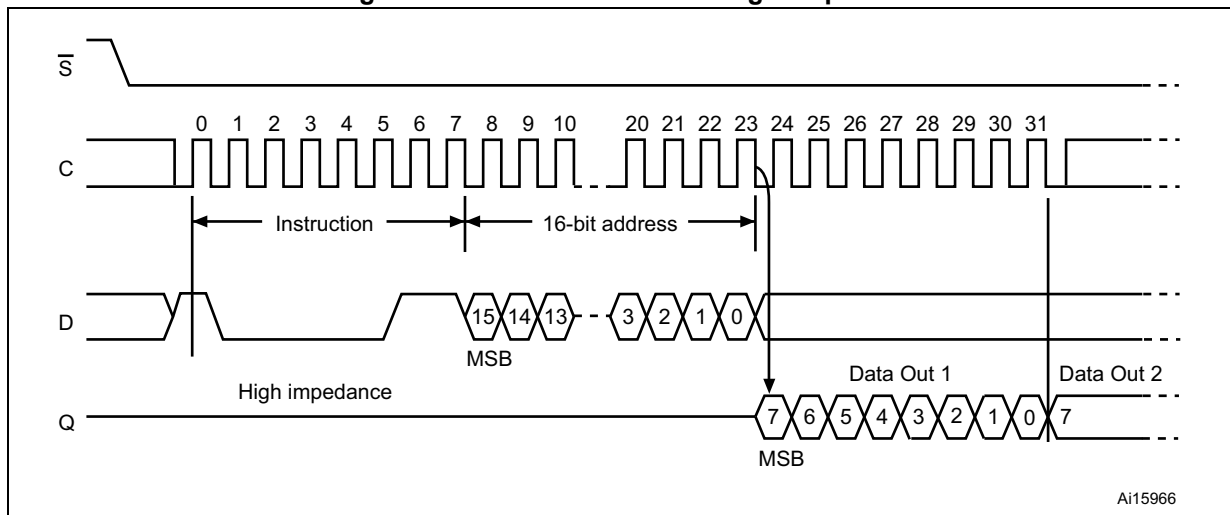 S
0 1 2 3 4 5 6 7 8 9 10 20 21 22 23 24 25 26 27 28 29 30 31
C
Instruction 16-bit address
D 15 14 13 3 2 1 0
MSB
High impedance Data Out 1 Data Out 2
Q 7 6 5 4 3 2 1 0 7
MSB
Ai15966